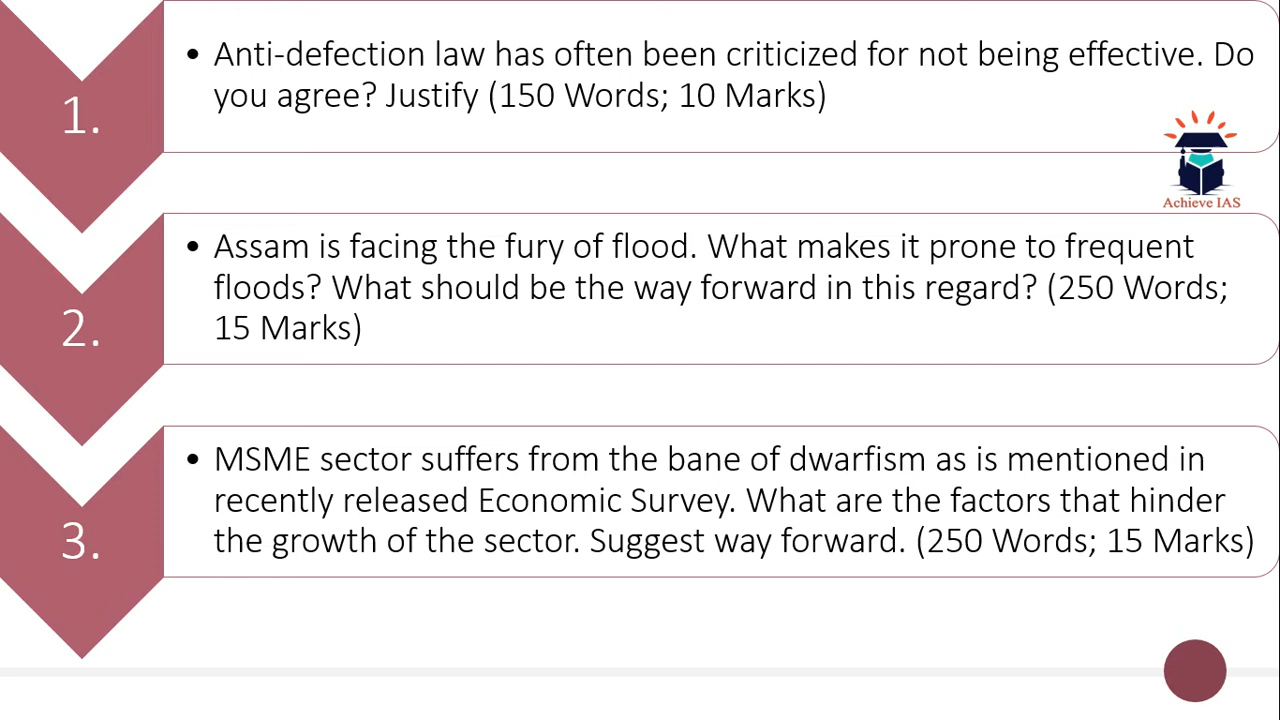 1.
• Anti-defection law has often been criticized for not being effective. Do
you agree? Justify (150 Words; 10 Marks)
Achieve IAS
2.
• Assam is facing the fury of flood. What makes it prone to frequent
floods? What should be the way forward in this regard? (250 Words;
15 Marks)
3.
• MSME sector suffers from the bane of dwarfism as is mentioned in
recently released Economic Survey. What are the factors that hinder
the growth of the sector. Suggest way forward. (250 Words; 15 Marks)